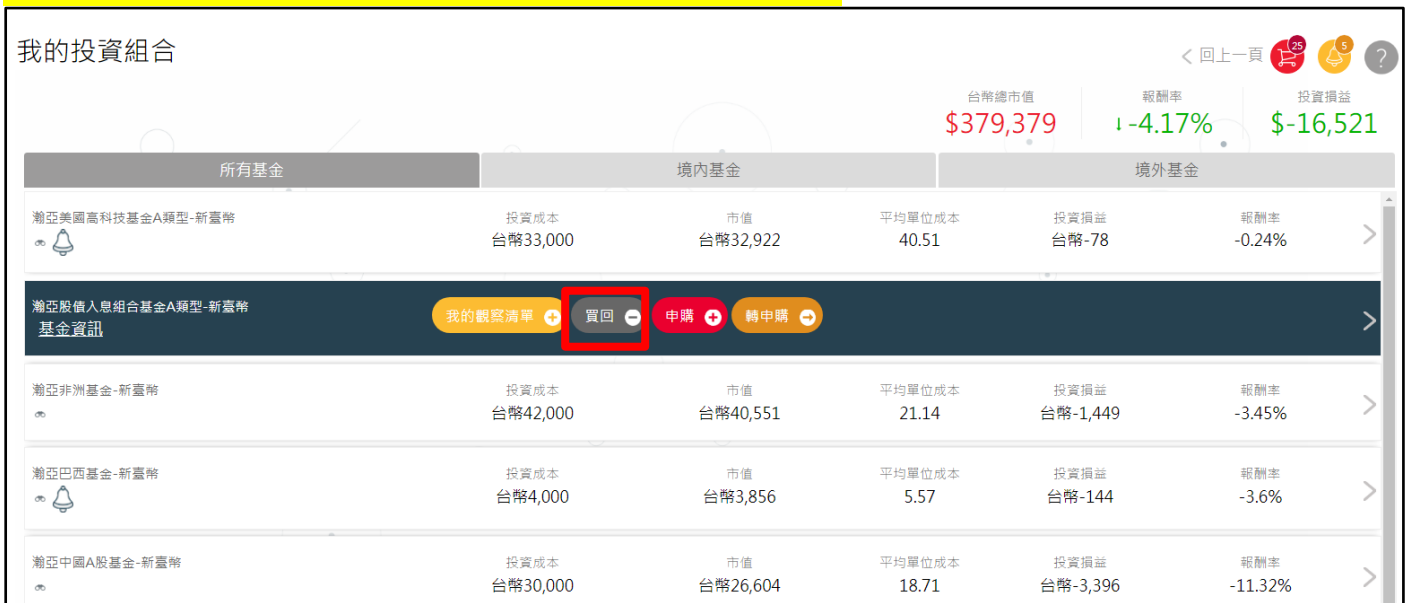 我的投資組合
回上一頁 25 5 ?
台幣總市值 報酬率 投資損益
$379,379 ↓-4.17% $-16,521
所有基金 境內基金 境外基金
瀚亞美國高科技基金A類型-新臺幣 投資成本 市值 平均單位成本 投資損益 報酬率
台幣33,000 台幣32,922 40.51 台幣-78 -0.24%
瀚亞股債入息組合基金A類型-新臺幣
基金資訊 我的觀察清單 買回 申購 轉申購
瀚亞非洲基金-新臺幣 投資成本 市值 平均單位成本 投資損益 報酬率
台幣42,000 台幣40,551 21.14 台幣-1,449 -3.45%
瀚亞巴西基金-新臺幣 投資成本 市值 平均單位成本 投資損益 報酬率
台幣4,000 台幣3,856 5.57 台幣-144 -3.6%
瀚亞中國A股基金-新臺幣 投資成本 市值 平均單位成本 投資損益 報酬率
台幣30,000 台幣26,604 18.71 台幣-3,396 -11.32%